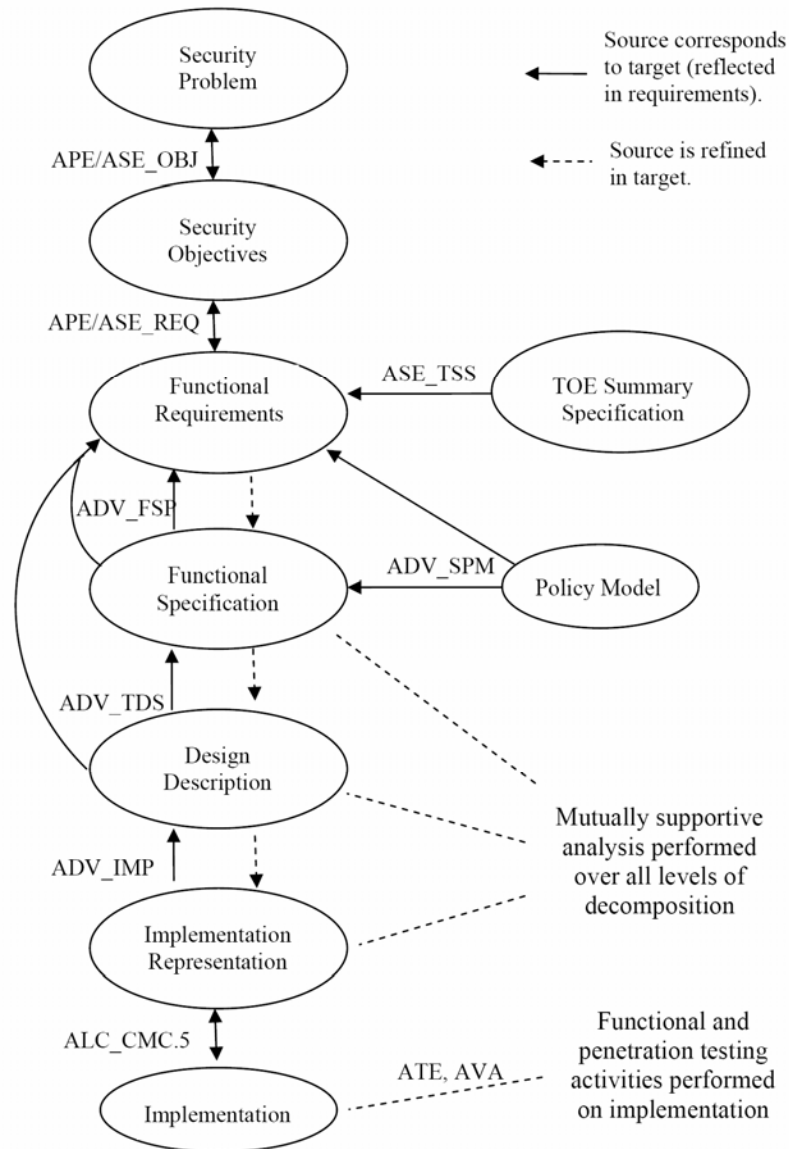 Security
Problem
Source corresponds
to target (reflected
in requirements).
APE/ASE_OBJ
Source is refined
in target.
Security
Objectives
APE/ASE_REQ
Functional
Requirements
ASE_TSS
TOE Summary
Specification
ADV_FSP
Functional
Specification
ADV_SPM
Policy Model
ADV_TDS
Design
Description
Mutually supportive
analysis performed
over all levels of
decomposition
ADV_IMP
Implementation
Representation
ALC_CMC.5
Functional and
penetration testing
activities performed
on implementation
ATE, AVA
Implementation